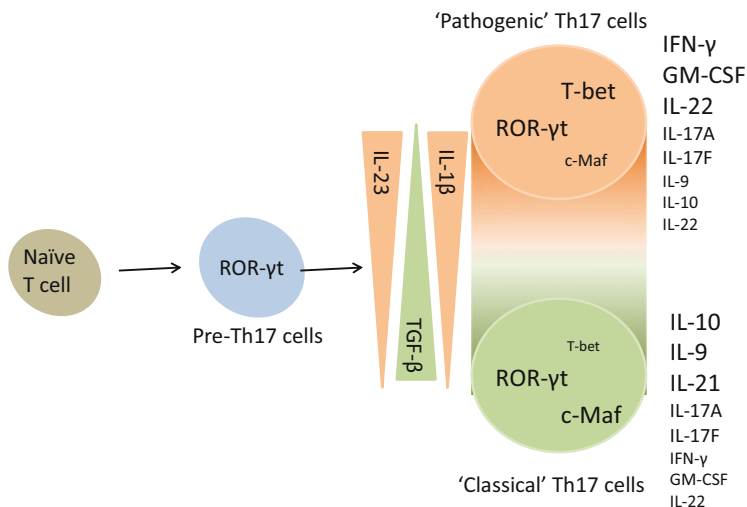 'Pathogenic' Th17 cells
IFN-γ
GM-CSF
IL-22
IL-17A
IL-17F
IL-9
IL-10
IL-22
T-bet
ROR-γt
c-Maf
IL-23
TGF-β
IL-1β
Naïve
T cell
ROR-γt
Pre-Th17 cells
T-bet
ROR-γt
c-Maf
IL-10
IL-9
IL-21
IL-17A
IL-17F
IFN-γ
GM-CSF
IL-22
'Classical' Th17 cells